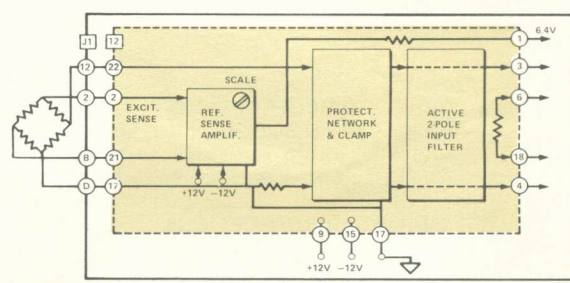 J1 12
1 6.4V
12 22 3
SCALE
2 2 EXCIT. SENSE
6
REF. SENSE AMPLIF.
PROTECT. NETWORK & CLAMP
ACTIVE 2-POLE INPUT FILTER
B 21 18
D 17 4
+12V −12V
9 15 17
+12V −12V